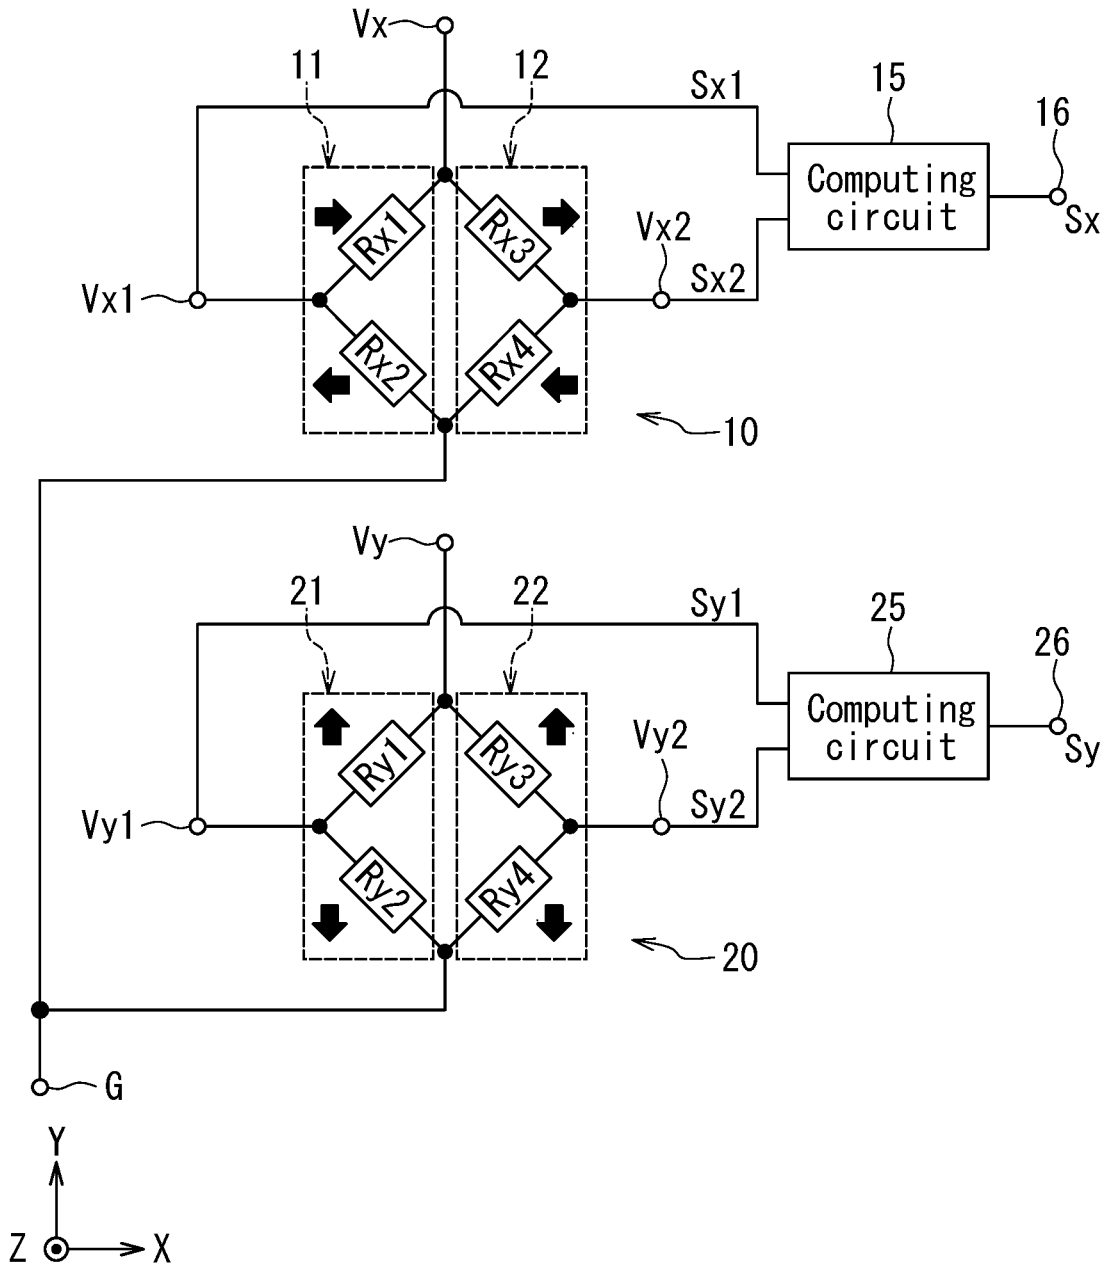 Vx
11
12
Sx1
15
16
Computing
circuit
Rx1
Rx3
Vx2
Sx
Vx1
Sx2
Rx2
Rx4
10
Vy
21
22
Sy1
25
26
Computing
circuit
Ry1
Ry3
Vy2
Sy
Vy1
Sy2
Ry2
Ry4
20
G
Y
Z
X